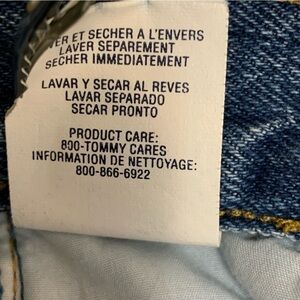 VER ET SECHER A L'ENVERS
LAVER SEPAREMENT
SECHER IMMEDIATEMENT
LAVAR Y SECAR AL REVES
LAVAR SEPARADO
SECAR PRONTO
PRODUCT CARE:
800-TOMMY CARES
INFORMATION DE NETTOYAGE:
800-866-6922